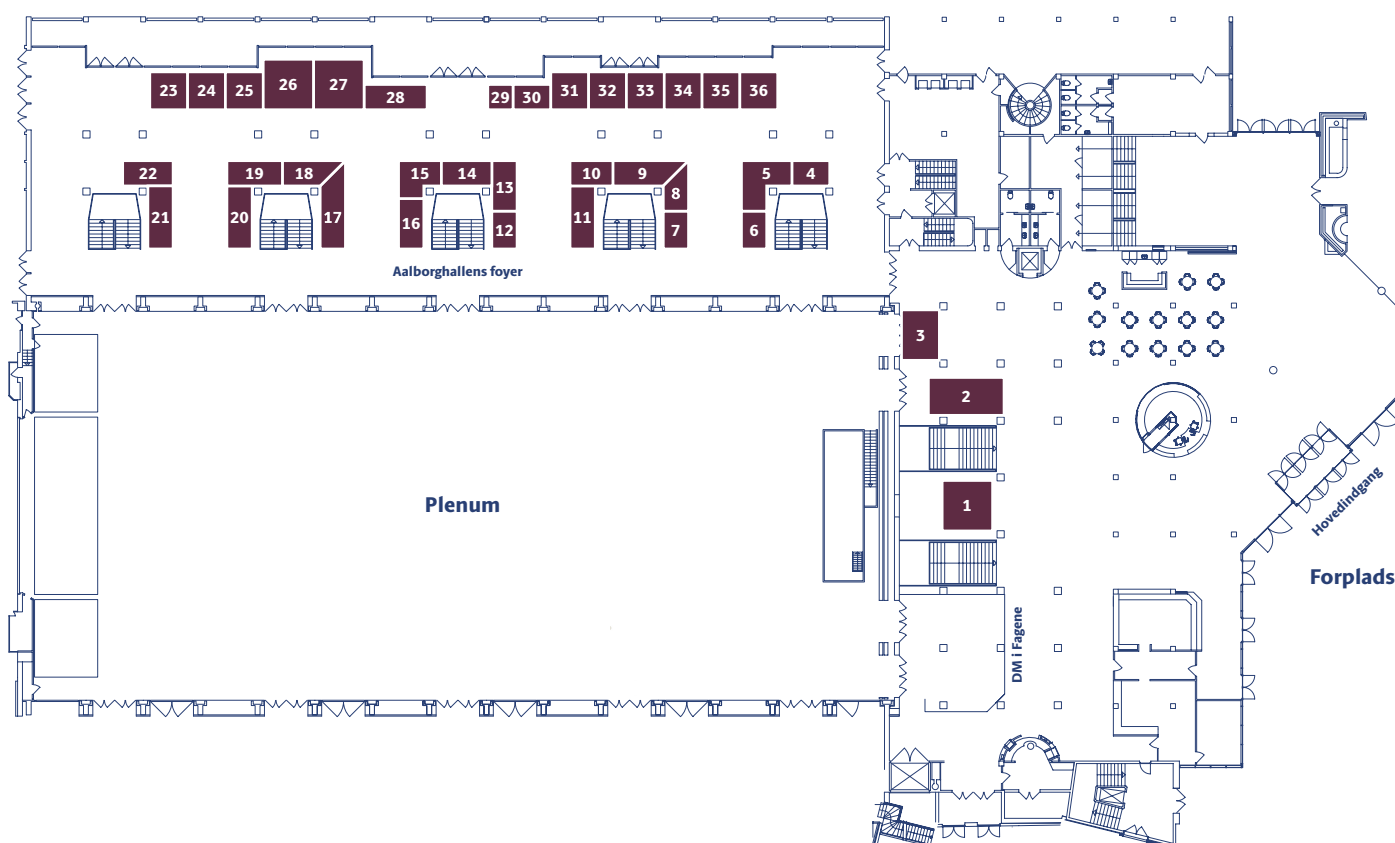 23 24 25 26 27 28 29 30 31 32 33 34 35 36
22 19 18 15 14 13 10 9 8 5 4
21 20 17 16 12 11 7 6
Aalborghallens foyer
3
2
1
Plenum
Hovedindgang
Forplads
DM i Fagene